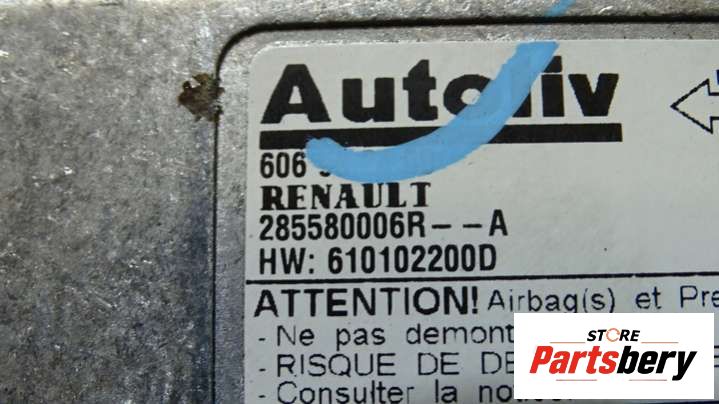 Autoliv
606
RENAULT
285580006R--A
HW: 610102200D
ATTENTION! Airbag(s) et
- Ne pas
- RISQUE DE
- Consulter la
STORE
Partsbery